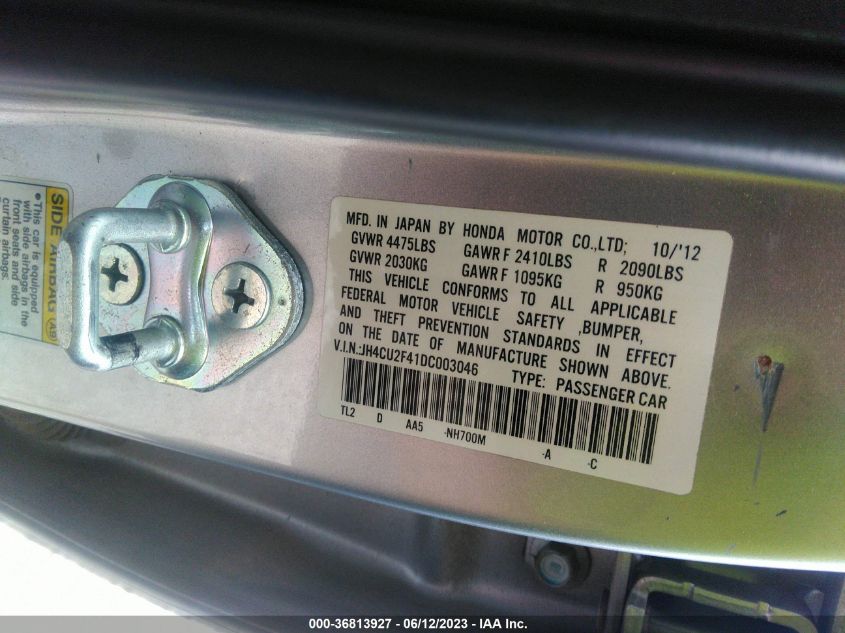 SIDE AIRBAG A9
• This car is equipped
with side airbags in the
front seats and side
curtain airbags.
MFD. IN JAPAN BY HONDA MOTOR CO.,LTD; 10/'12
GVWR 4475LBS GAWR F 2410LBS R 2090LBS
GVWR 2030KG GAWR F 1095KG R 950KG
THIS VEHICLE CONFORMS TO ALL APPLICABLE
FEDERAL MOTOR VEHICLE SAFETY ,BUMPER,
AND THEFT PREVENTION STANDARDS IN EFFECT
ON THE DATE OF MANUFACTURE SHOWN ABOVE.
V.I.N.:JH4CU2F41DC003046 TYPE: PASSENGER CAR
TL2 D AA5 -NH700M -A -C
000-36813927 / 06/12/2023 - IAA Inc.